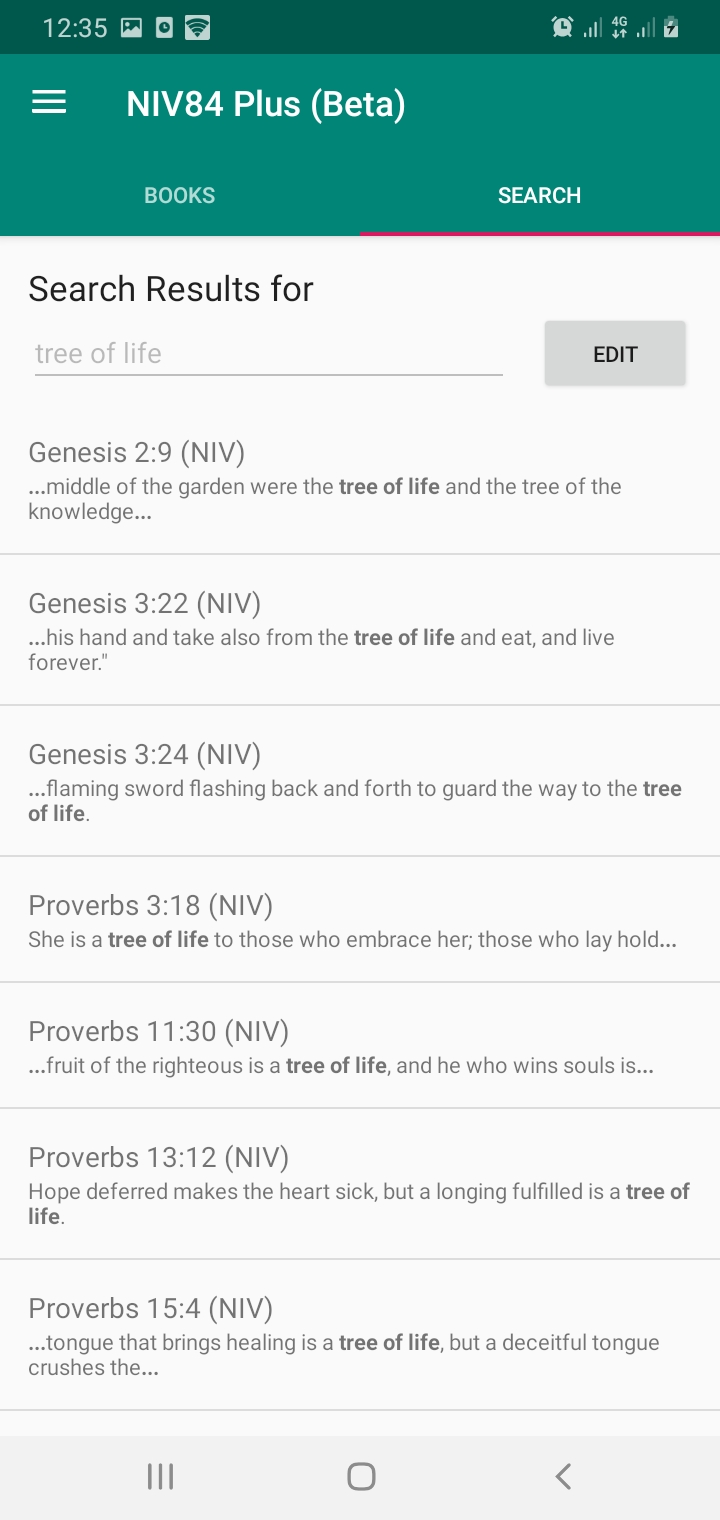 12:35
4G
NIV84 Plus (Beta)
BOOKS
SEARCH
Search Results for
tree of life
EDIT
Genesis 2:9 (NIV)
...middle of the garden were the tree of life and the tree of the
knowledge...
Genesis 3:22 (NIV)
...his hand and take also from the tree of life and eat, and live
forever."
Genesis 3:24 (NIV)
...flaming sword flashing back and forth to guard the way to the tree
of life.
Proverbs 3:18 (NIV)
She is a tree of life to those who embrace her; those who lay hold...
Proverbs 11:30 (NIV)
...fruit of the righteous is a tree of life, and he who wins souls is...
Proverbs 13:12 (NIV)
Hope deferred makes the heart sick, but a longing fulfilled is a tree of
life.
Proverbs 15:4 (NIV)
...tongue that brings healing is a tree of life, but a deceitful tongue
crushes the...